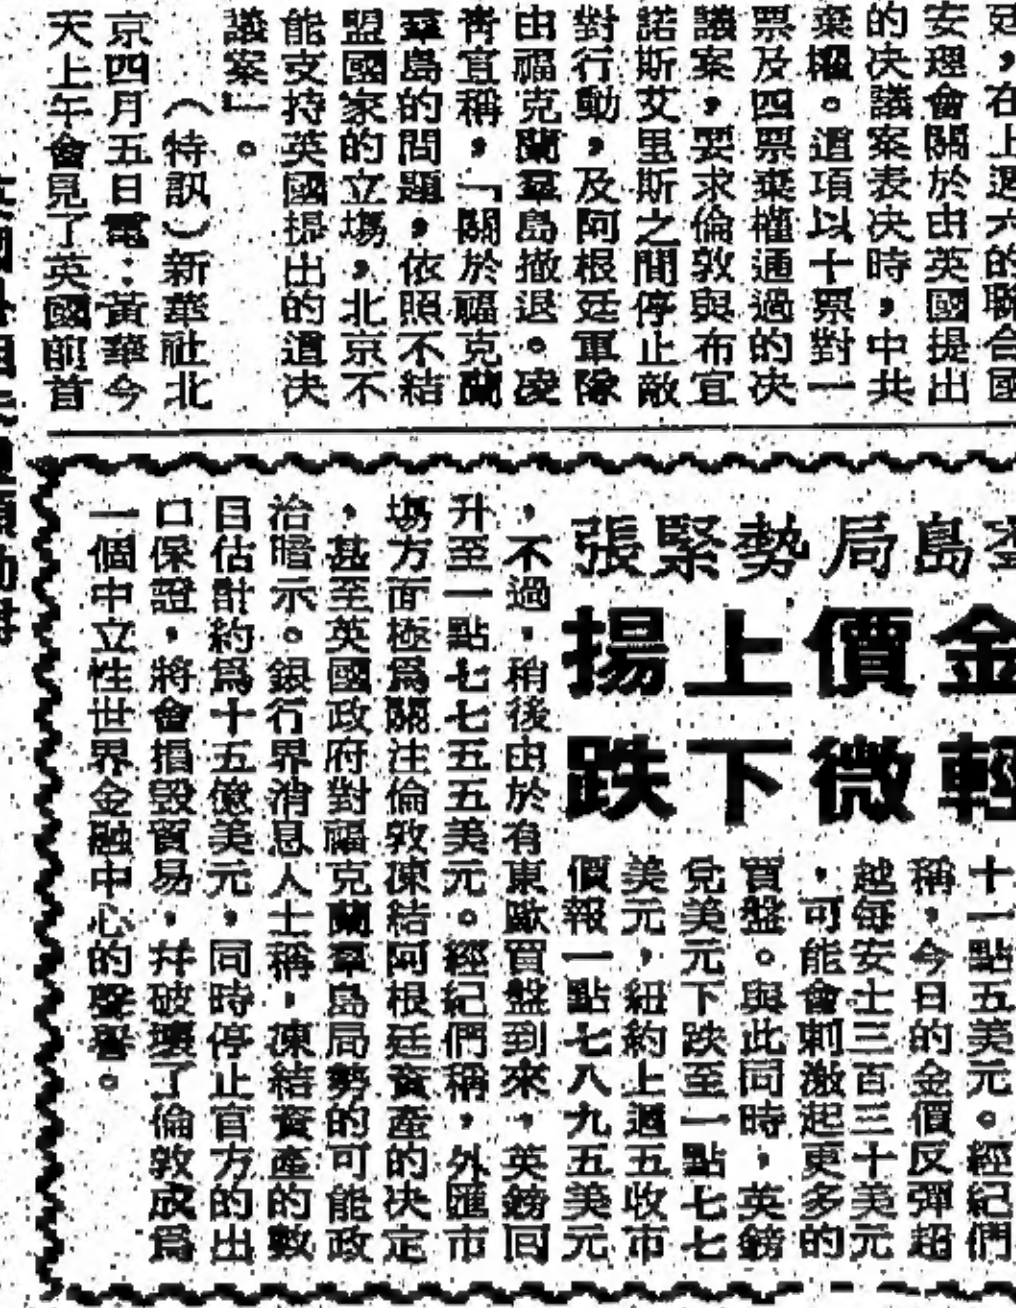 廷，在上週六的聯合國
安理會關於由英國提出
的决議案表决時，中共
棄權。這項以十票對一
票及四票棄權通過的决
議案，要求倫敦與布宜
諾斯艾里斯之間停止敵
對行動，及阿根廷軍隊
由福克蘭羣島撤退。凌
靑宣稱，「關於福克蘭
羣島的問題，依照不結
盟國家的立塲，北京不
能支持英國提出的這决
議案」。
（特訊）新華社北
京四月五日電：黃華今
天上午會見了英國前首
島局勢緊張
金價上揚
輕微下跌
十一點五美元。經紀們
稱，今日的金價反彈超
越每安士三百三十美元
，可能會刺激起更多的
買盤。與此同時，英鎊
兌美元下跌至一點七七
美元，紐約上週五收市
價報一點七八九五美元
，不過，稍後由於有東歐買盤到來，英鎊回
升至一點七七五五美元。經紀們稱，外匯市
塲方面極爲關注倫敦凍結阿根廷資產的决定
，甚至英國政府對福克蘭羣島局勢的可能政
治暗示。銀行界消息人士稱，凍結資產的數
目估計約爲十五億美元，同時停止官方的出
口保證，將會損毀貿易，幷破壞了倫敦成爲
一個中立性世界金融中心的聲譽。